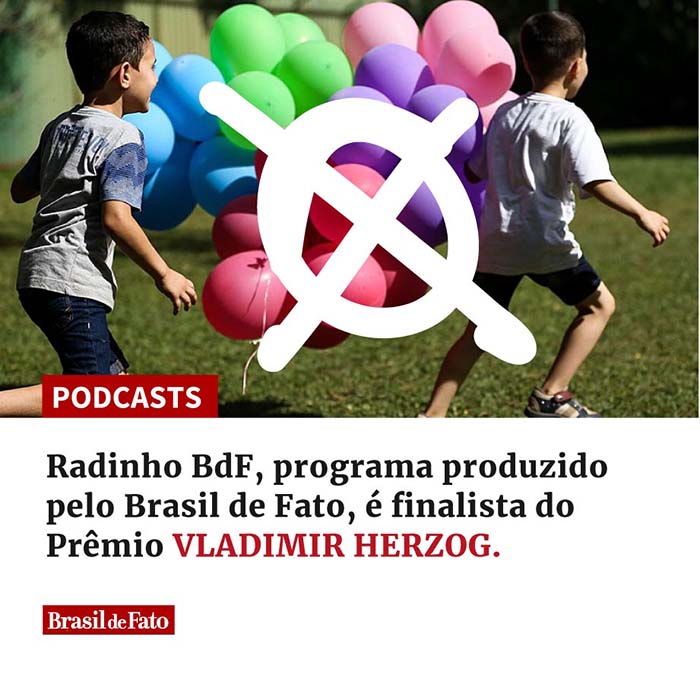 PODCASTS
Radinho BdF, programa produzido
pelo Brasil de Fato, é finalista do
Prêmio VLADIMIR HERZOG.
Brasil de Fato